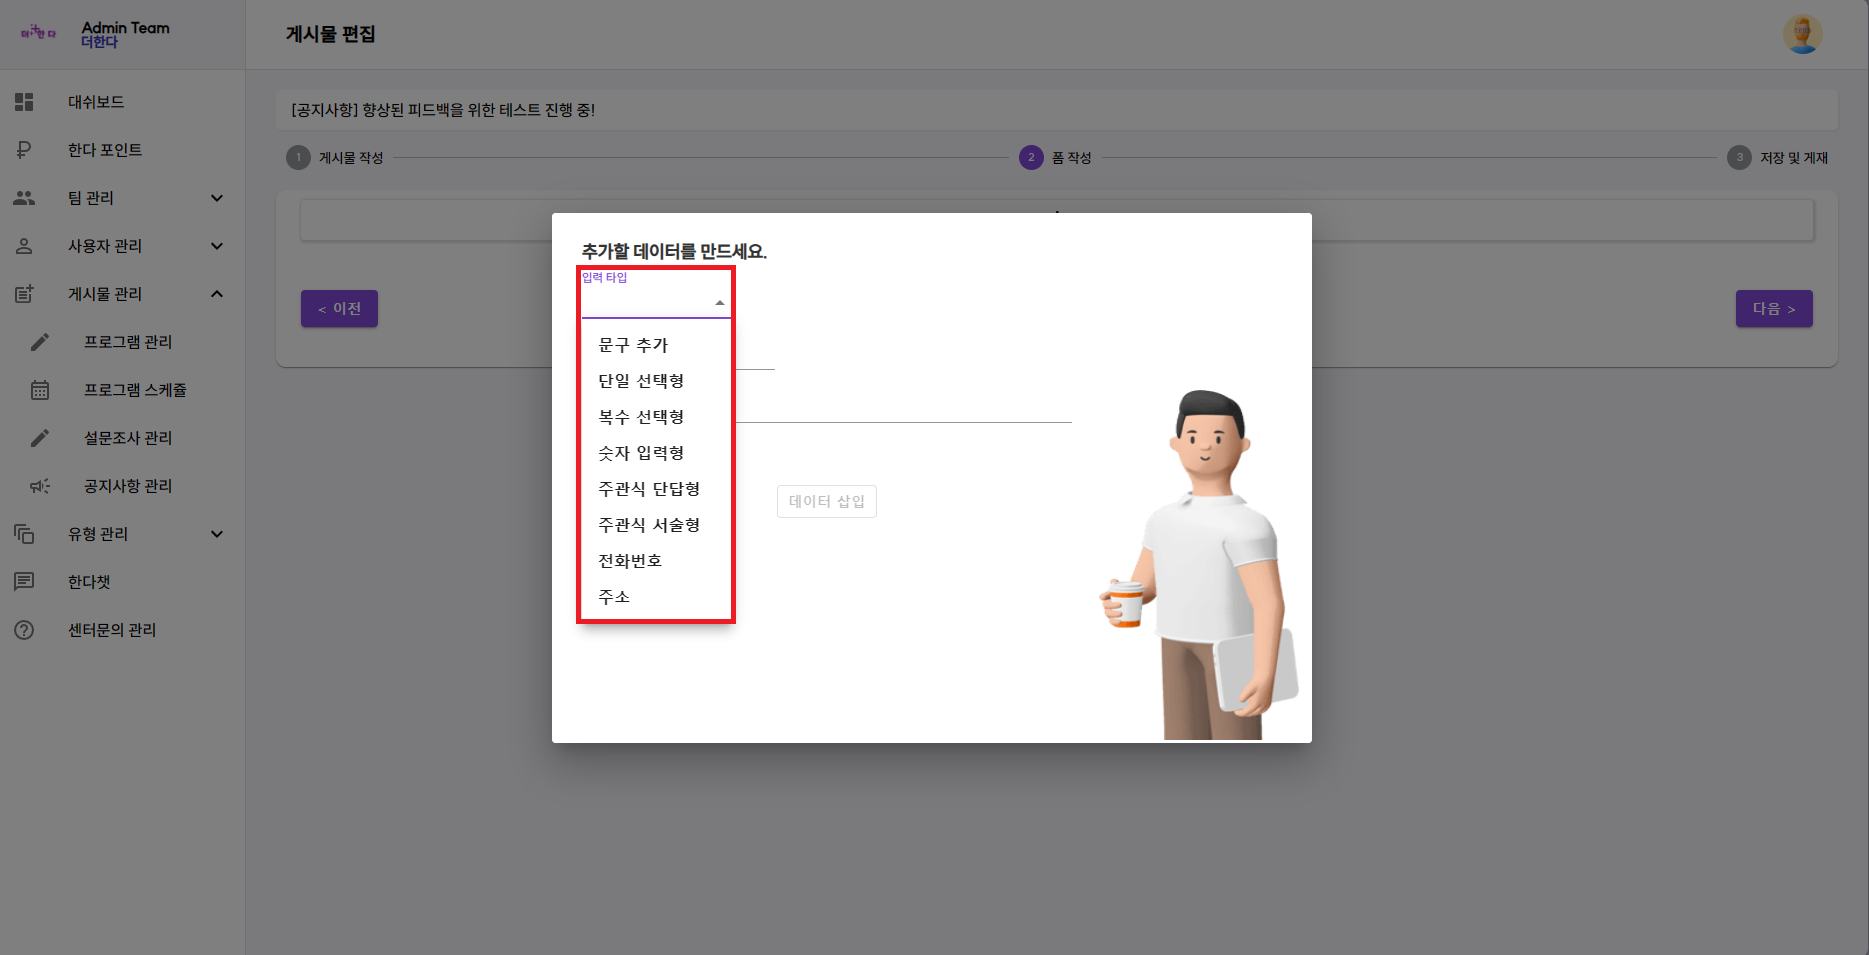 더한다
Admin Team
더한다
게시물 편집
대쉬보드
한다 포인트
팀 관리
사용자 관리
게시물 관리
프로그램 관리
프로그램 스케쥴
설문조사 관리
공지사항 관리
유형 관리
한다챗
센터문의 관리
[공지사항] 향상된 피드백을 위한 테스트 진행 중!
1 게시물 작성
2 폼 작성
3 저장 및 게재
< 이전
다음 >
추가할 데이터를 만드세요.
입력 타입
문구 추가
단일 선택형
복수 선택형
숫자 입력형
주관식 단답형
주관식 서술형
전화번호
주소
데이터 삽입